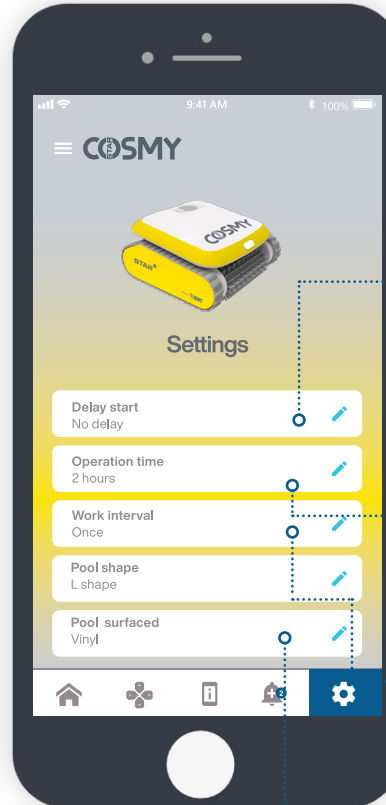 9:41 AM
100%
COSMY
STAR
COSMY
STAR
Settings
Delay start
No delay
Operation time
2 hours
Work interval
Once
Pool shape
L shape
Pool surfaced
Vinyl
2